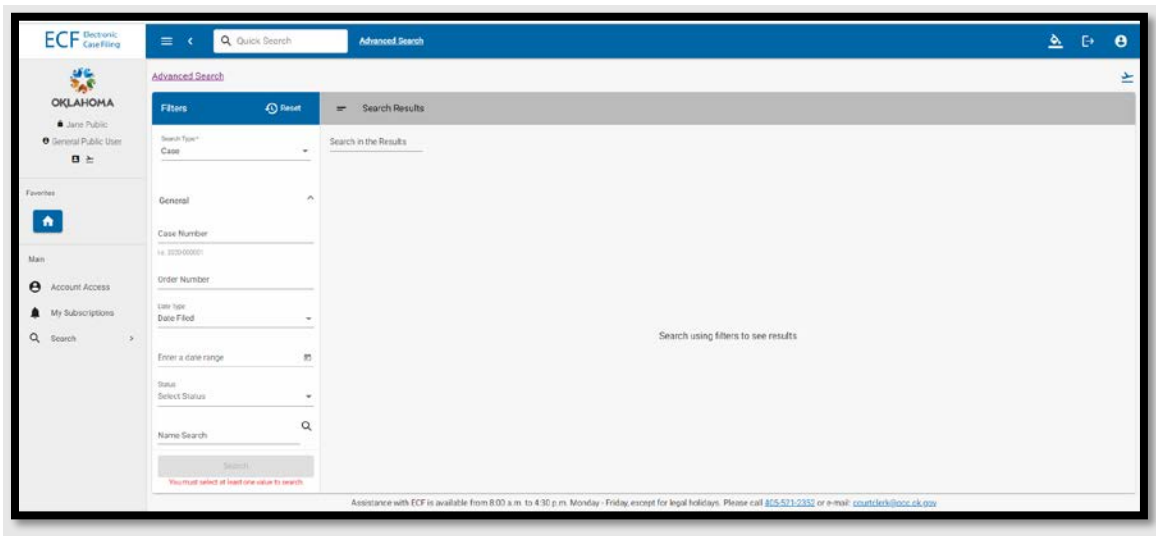 ECF Electronic
Case Filing
Quick Search
Advanced Search
Advanced Search
OKLAHOMA
Jane Public
General Public User
Favorites
Main
Account Access
My Subscriptions
Search
Filters
Reset
Search Type*
Case
General
Case Number
i.e. 2020-000001
Order Number
Date Type
Date Filed
Enter a date range
Status
Select Status
Name Search
Search
You must select at least one value to search
Search Results
Search in the Results
Search using filters to see results
Assistance with ECF is available from 8:00 a.m. to 4:30 p.m. Monday - Friday, except for legal holidays. Please call 405-521-2352 or e-mail: courtclerk@occ.ok.gov